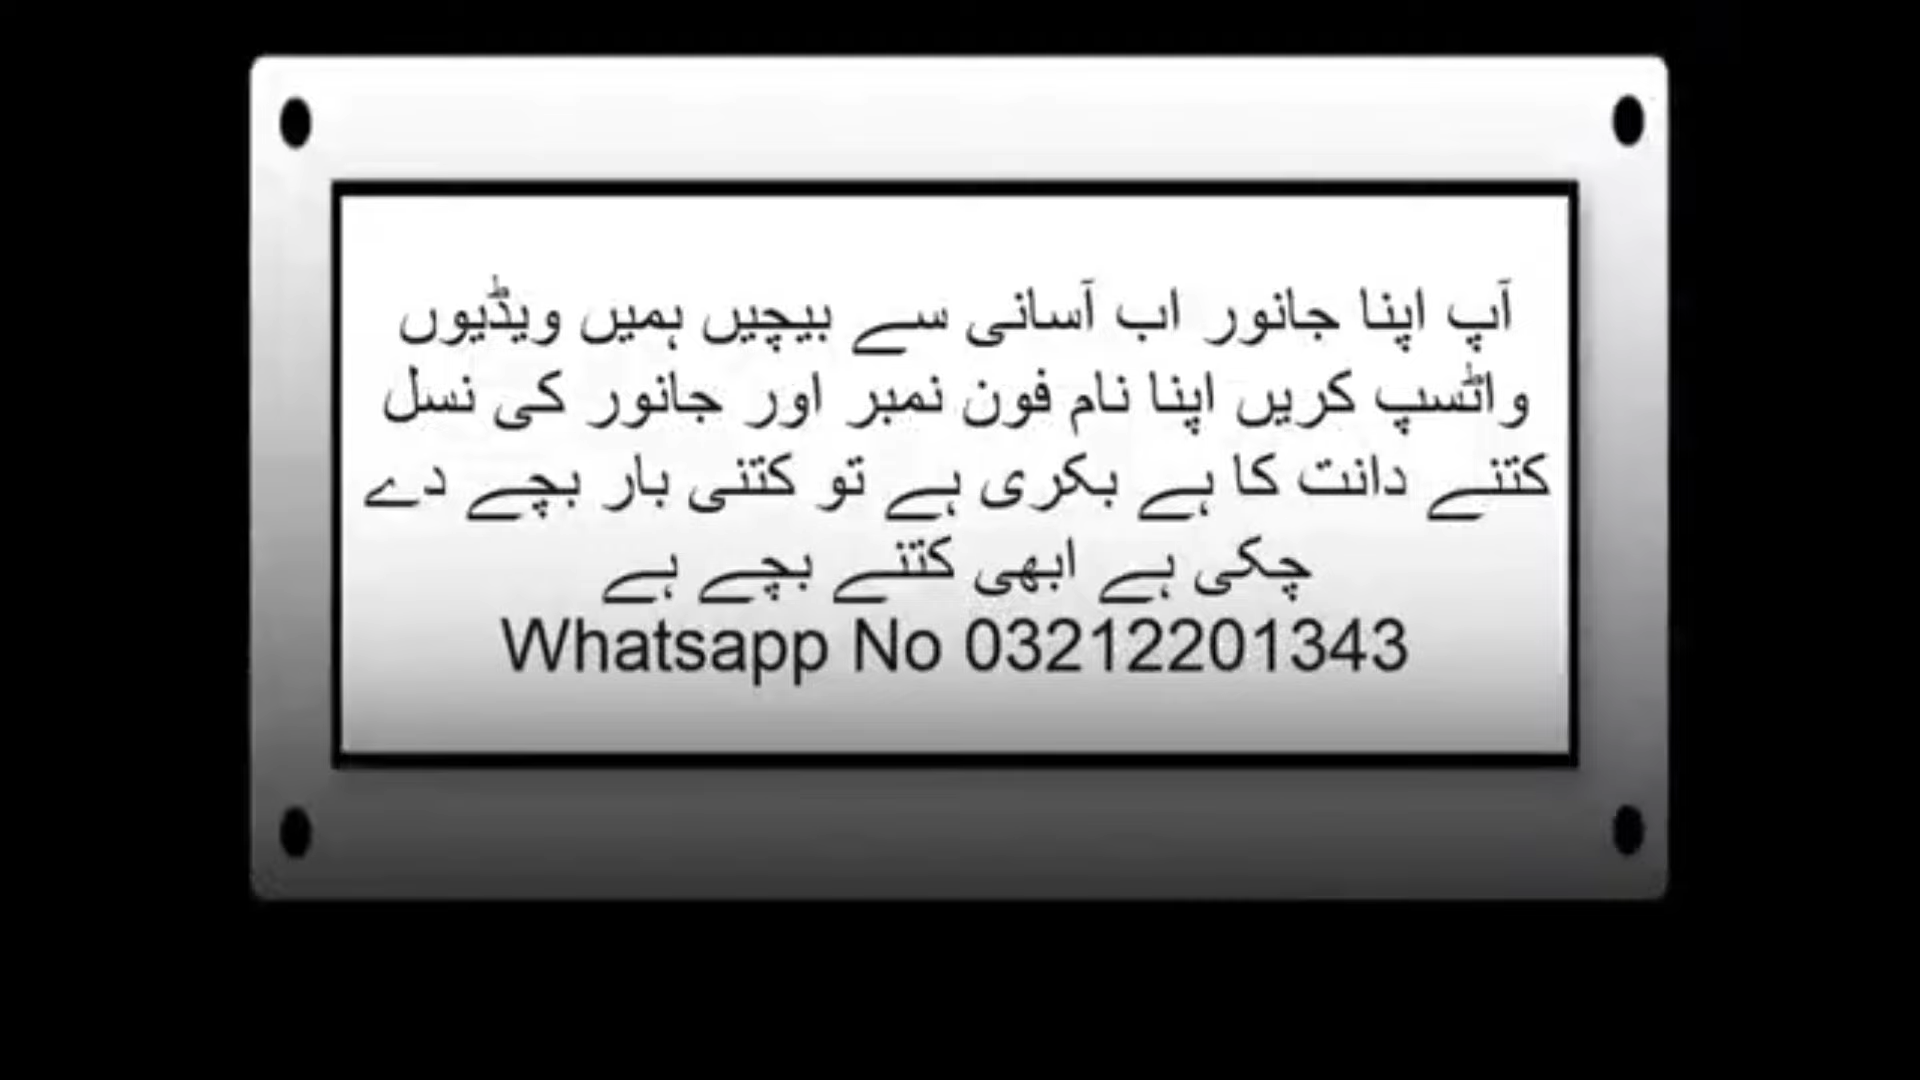 آپ اپنا جانور اب آسانی سے بیچیں ہمیں ویڈیوں
واٹسپ کریں اپنا نام فون نمبر اور جانور کی نسل
کتنے دانت کا ہے بکری ہے تو کتنی بار بچے دے
چکی ہے ابھی کتنے بچے ہے
Whatsapp No 03212201343